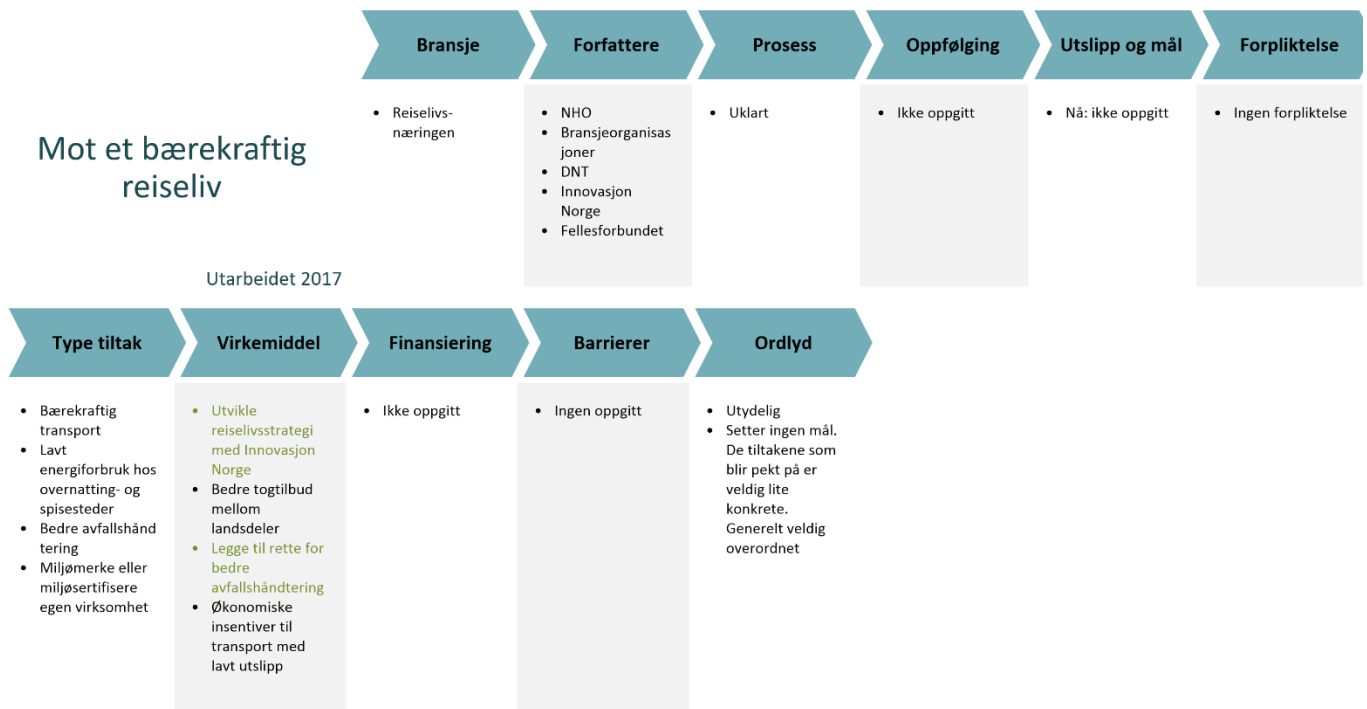 Mot et bærekraftig
reiseliv
Utarbeidet 2017
Bransje
• Reiselivs-
næringen
Forfattere
• NHO
• Bransjeorganisas
joner
• DNT
• Innovasjon
Norge
• Fellesforbundet
Prosess
• Uklart
Oppfølging
• Ikke oppgitt
Utslipp og mål
• Nå: ikke oppgitt
Forpliktelse
• Ingen forpliktelse
Type tiltak
• Bærekraftig
transport
• Lavt
energiforbruk hos
overnatting- og
spisesteder
• Bedre avfallshånd
tering
• Miljømerke eller
miljøsertifisere
egen virksomhet
Virkemiddel
• Utvikle
reiselivsstrategi
med Innovasjon
Norge
• Bedre togtilbud
mellom
landsdeler
• Legge til rette for
bedre
avfallshåndtering
• Økonomiske
insentiver til
transport med
lavt utslipp
Finansiering
• Ikke oppgitt
Barrierer
• Ingen oppgitt
Ordlyd
• Utydelig
• Setter ingen mål.
De tiltakene som
blir pekt på er
veldig lite
konkrete.
Generelt veldig
overordnet